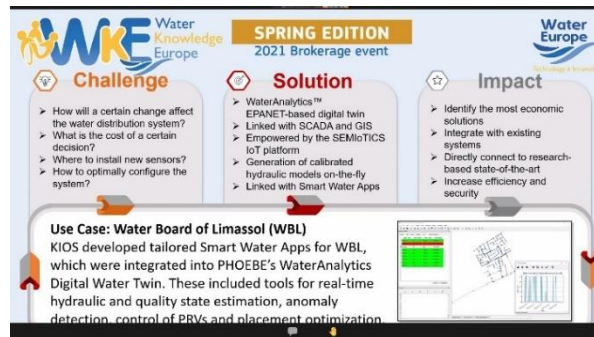 WKE
Water
Knowledge
Europe
SPRING EDITION
2021 Brokerage event
Water
Europe
Challenge
➢ How will a certain change affect
the water distribution system?
➢ What is the cost of a certain
decision?
➢ Where to install new sensors?
➢ How to optimally configure the
system?
Solution
➢ WaterAnalytics™
EPANET-based digital twin
➢ Linked with SCADA and GIS
➢ Empowered by the SEMIoTICS
IoT platform
➢ Generation of calibrated
hydraulic models on-the-fly
➢ Linked with Smart Water Apps
Impact
➢ Identify the most economic
solutions
➢ Integrate with existing
systems
➢ Directly connect to research-
based state-of-the-art
➢ Increase efficiency and
security
Use Case: Water Board of Limassol (WBL)
KIOS developed tailored Smart Water Apps for WBL,
which were integrated into PHOEBE's WaterAnalytics
Digital Water Twin. These included tools for real-time
hydraulic and quality state estimation, anomaly
detection, control of PRVs and placement optimization.